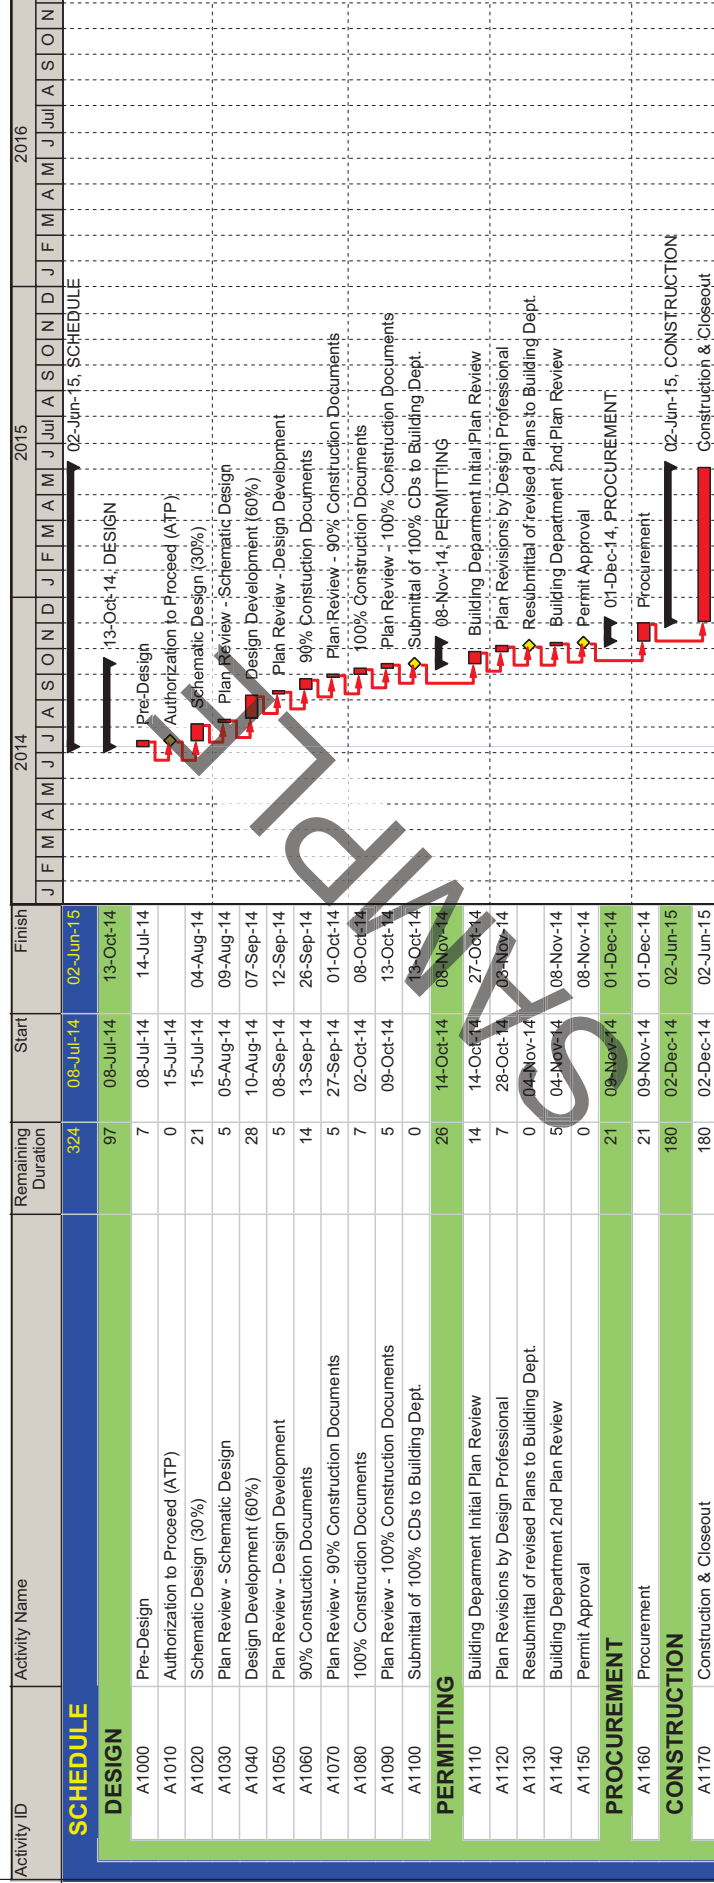 Activity ID Activity Name Remaining Duration Start Finish 2014 2015 2016
J F M A M J Jul A S O N D J F M A M J Jul A S O N D J F M A M J Jul A S O N
SCHEDULE 324 08-Jul-14 02-Jun-15 02-Jun-15, SCHEDULE
DESIGN 97 08-Jul-14 13-Oct-14 13-Oct-14, DESIGN
A1000 Pre-Design 7 08-Jul-14 14-Jul-14 Pre-Design
A1010 Authorization to Proceed (ATP) 0 15-Jul-14 Authorization to Proceed (ATP)
A1020 Schematic Design (30%) 21 15-Jul-14 04-Aug-14 Schematic Design (30%)
A1030 Plan Review - Schematic Design 5 05-Aug-14 09-Aug-14 Plan Review - Schematic Design
A1040 Design Development (60%) 28 10-Aug-14 07-Sep-14 Design Development (60%)
A1050 Plan Review - Design Development 5 08-Sep-14 12-Sep-14 Plan Review - Design Development
A1060 90% Constuction Documents 14 13-Sep-14 26-Sep-14 90% Constuction Documents
A1070 Plan Review - 90% Construction Documents 5 27-Sep-14 01-Oct-14 Plan Review - 90% Construction Documents
A1080 100% Construction Documents 7 02-Oct-14 08-Oct-14 100% Construction Documents
A1090 Plan Review - 100% Construction Documents 5 09-Oct-14 13-Oct-14 Plan Review - 100% Construction Documents
A1100 Submittal of 100% CDs to Building Dept. 0 13-Oct-14 Submittal of 100% CDs to Building Dept.
PERMITTING 26 14-Oct-14 08-Nov-14 08-Nov-14, PERMITTING
A1110 Building Deparment Initial Plan Review 14 14-Oct-14 27-Oct-14 Building Deparment Initial Plan Review
A1120 Plan Revisions by Design Professional 7 28-Oct-14 03-Nov-14 Plan Revisions by Design Professional
A1130 Resubmittal of revised Plans to Building Dept. 0 04-Nov-14 Resubmittal of revised Plans to Building Dept.
A1140 Building Department 2nd Plan Review 5 04-Nov-14 08-Nov-14 Building Department 2nd Plan Review
A1150 Permit Approval 0 08-Nov-14 Permit Approval
PROCUREMENT 21 09-Nov-14 01-Dec-14 01-Dec-14, PROCUREMENT
A1160 Procurement 21 09-Nov-14 01-Dec-14 Procurement
CONSTRUCTION 180 02-Dec-14 02-Jun-15 02-Jun-15, CONSTRUCTION
A1170 Construction & Closeout 180 02-Dec-14 02-Jun-15 Construction & Closeout
SAMPLE